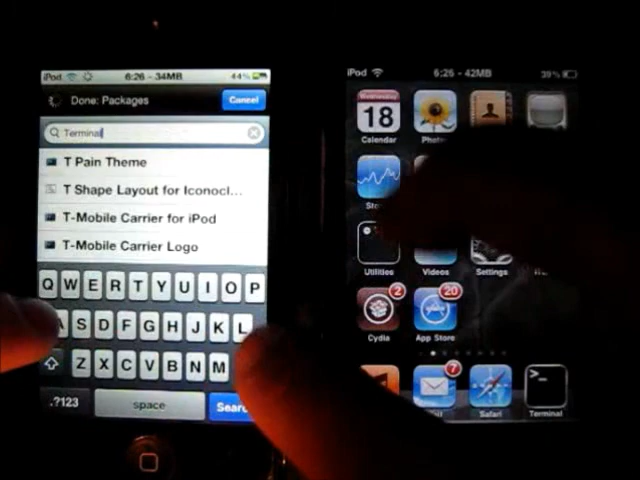 iPod 6:26 - 34MB 44%
Done: Packages Cancel
Terminal
T Pain Theme
T Shape Layout for Iconocl...
T-Mobile Carrier for iPod
T-Mobile Carrier Logo
Q W E R T Y U I O P
A S D F G H J K L
Z X C V B N M
.?123 space
iPod 6:26 - 42MB 39%
Wednesday
18
Calendar
Utilities Videos Settings
2 20
Cydia App Store
7
>_
Safari Terminal